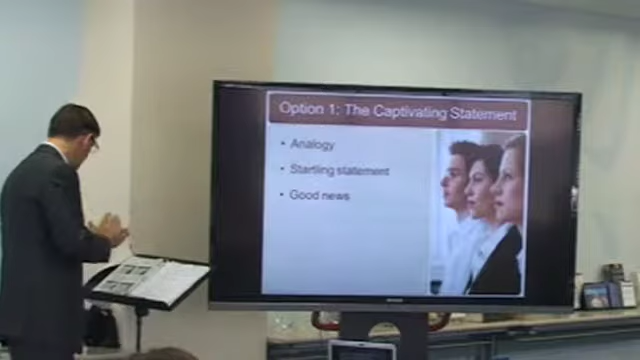 Option 1: The Captivating Statement
• Analogy
• Startling statement
• Good news